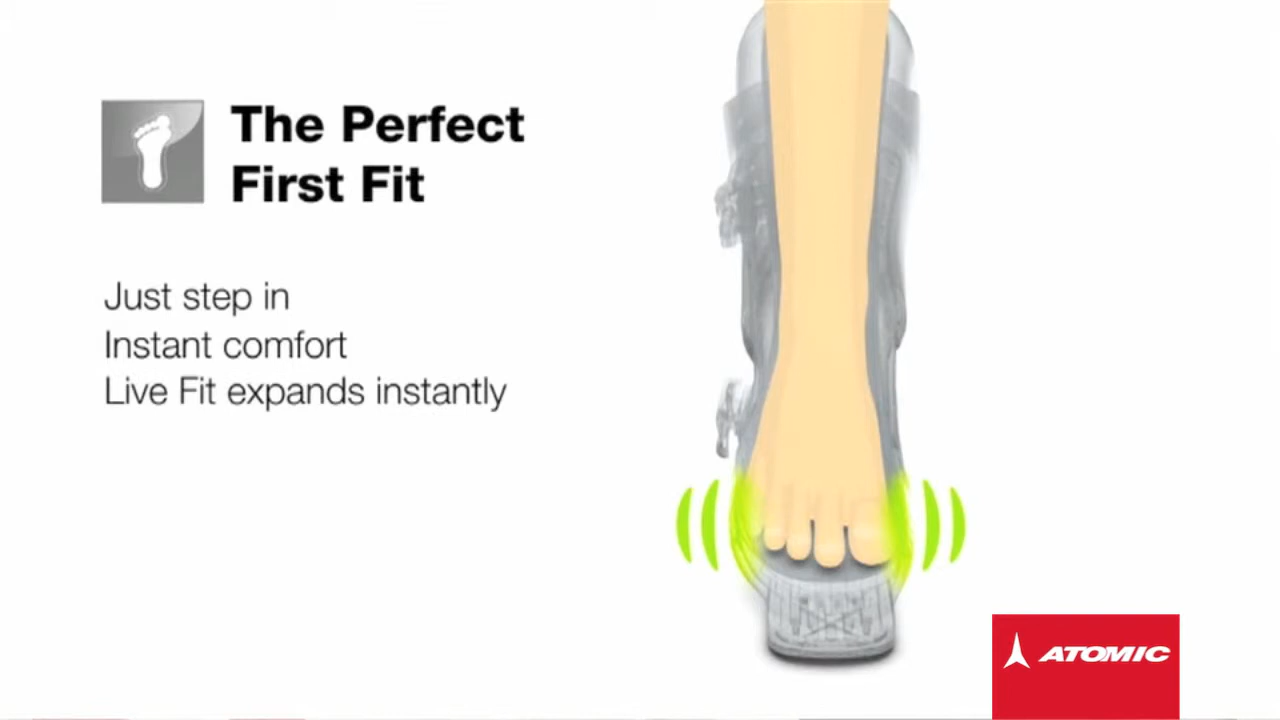 The Perfect
First Fit
Just step in
Instant comfort
Live Fit expands instantly
ATOMIC